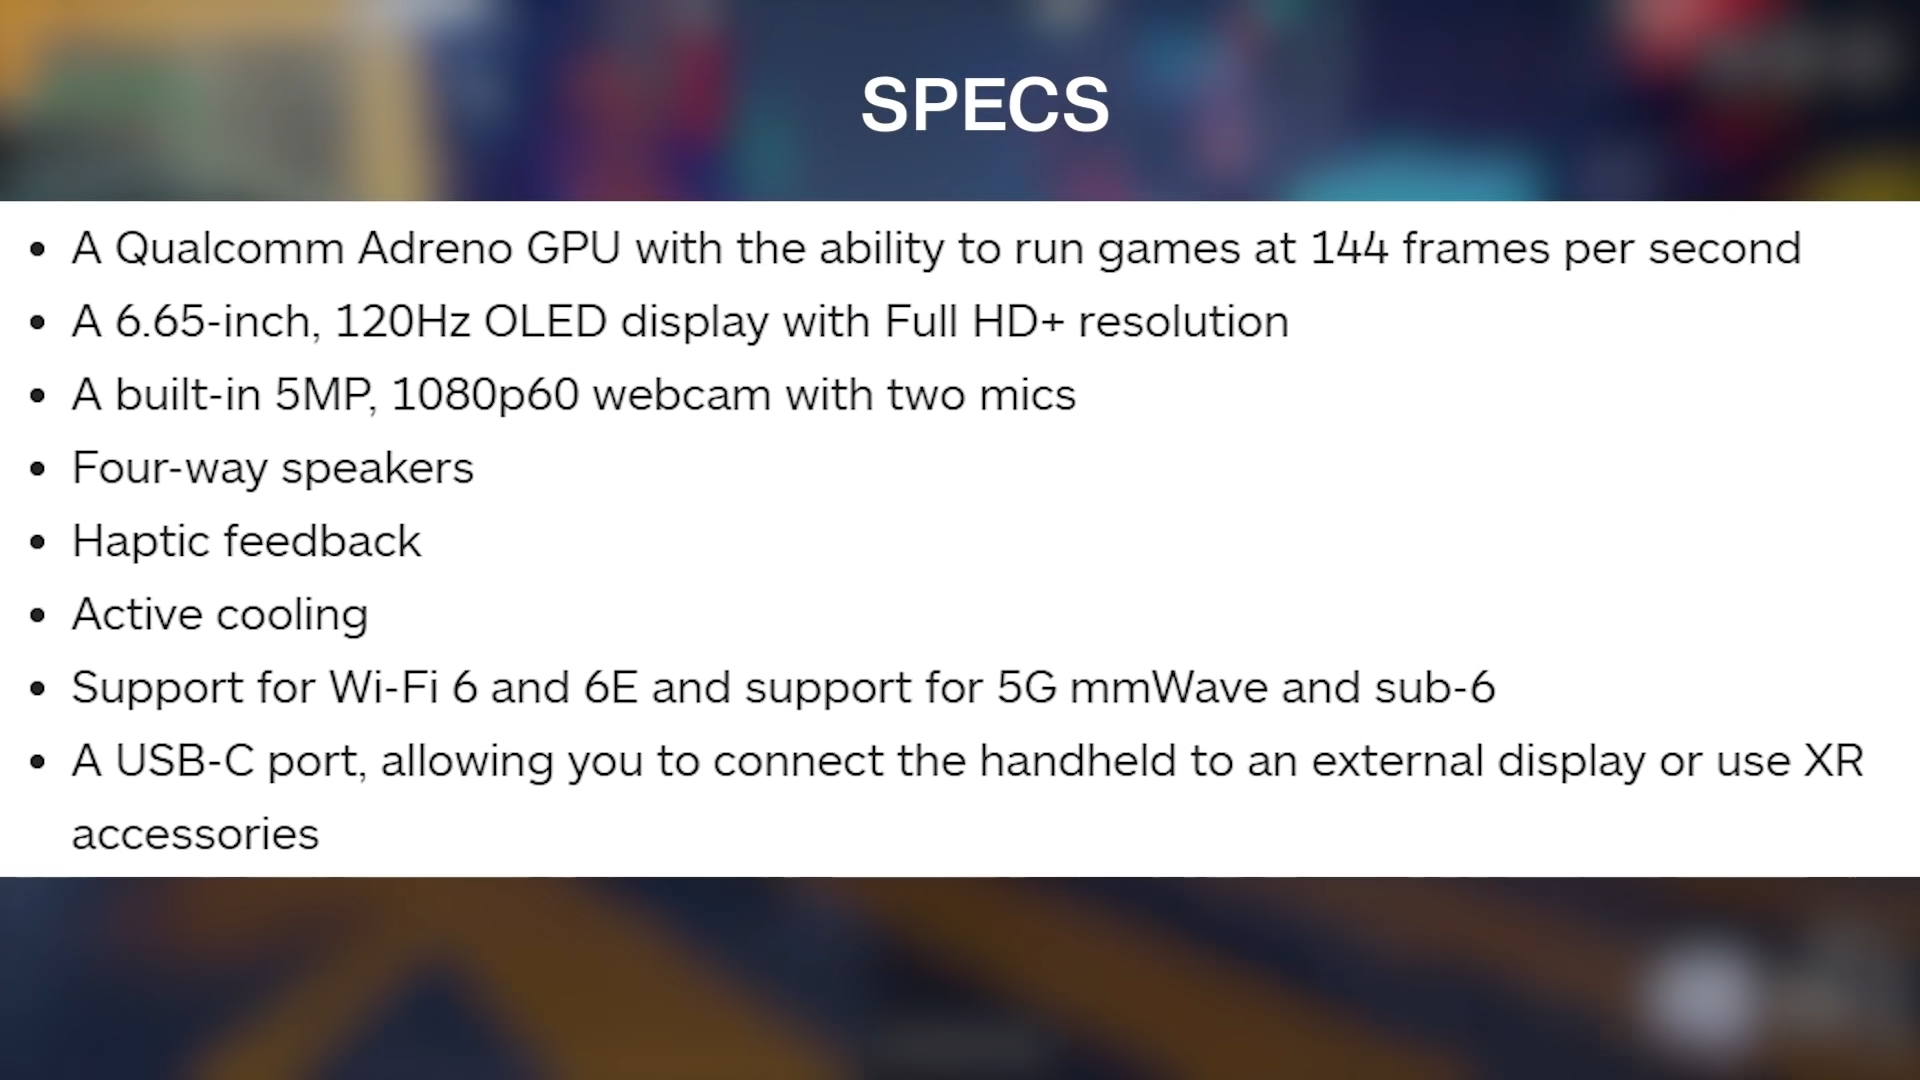 SPECS
• A Qualcomm Adreno GPU with the ability to run games at 144 frames per second
• A 6.65-inch, 120Hz OLED display with Full HD+ resolution
• A built-in 5MP, 1080p60 webcam with two mics
• Four-way speakers
• Haptic feedback
• Active cooling
• Support for Wi-Fi 6 and 6E and support for 5G mmWave and sub-6
• A USB-C port, allowing you to connect the handheld to an external display or use XR
accessories